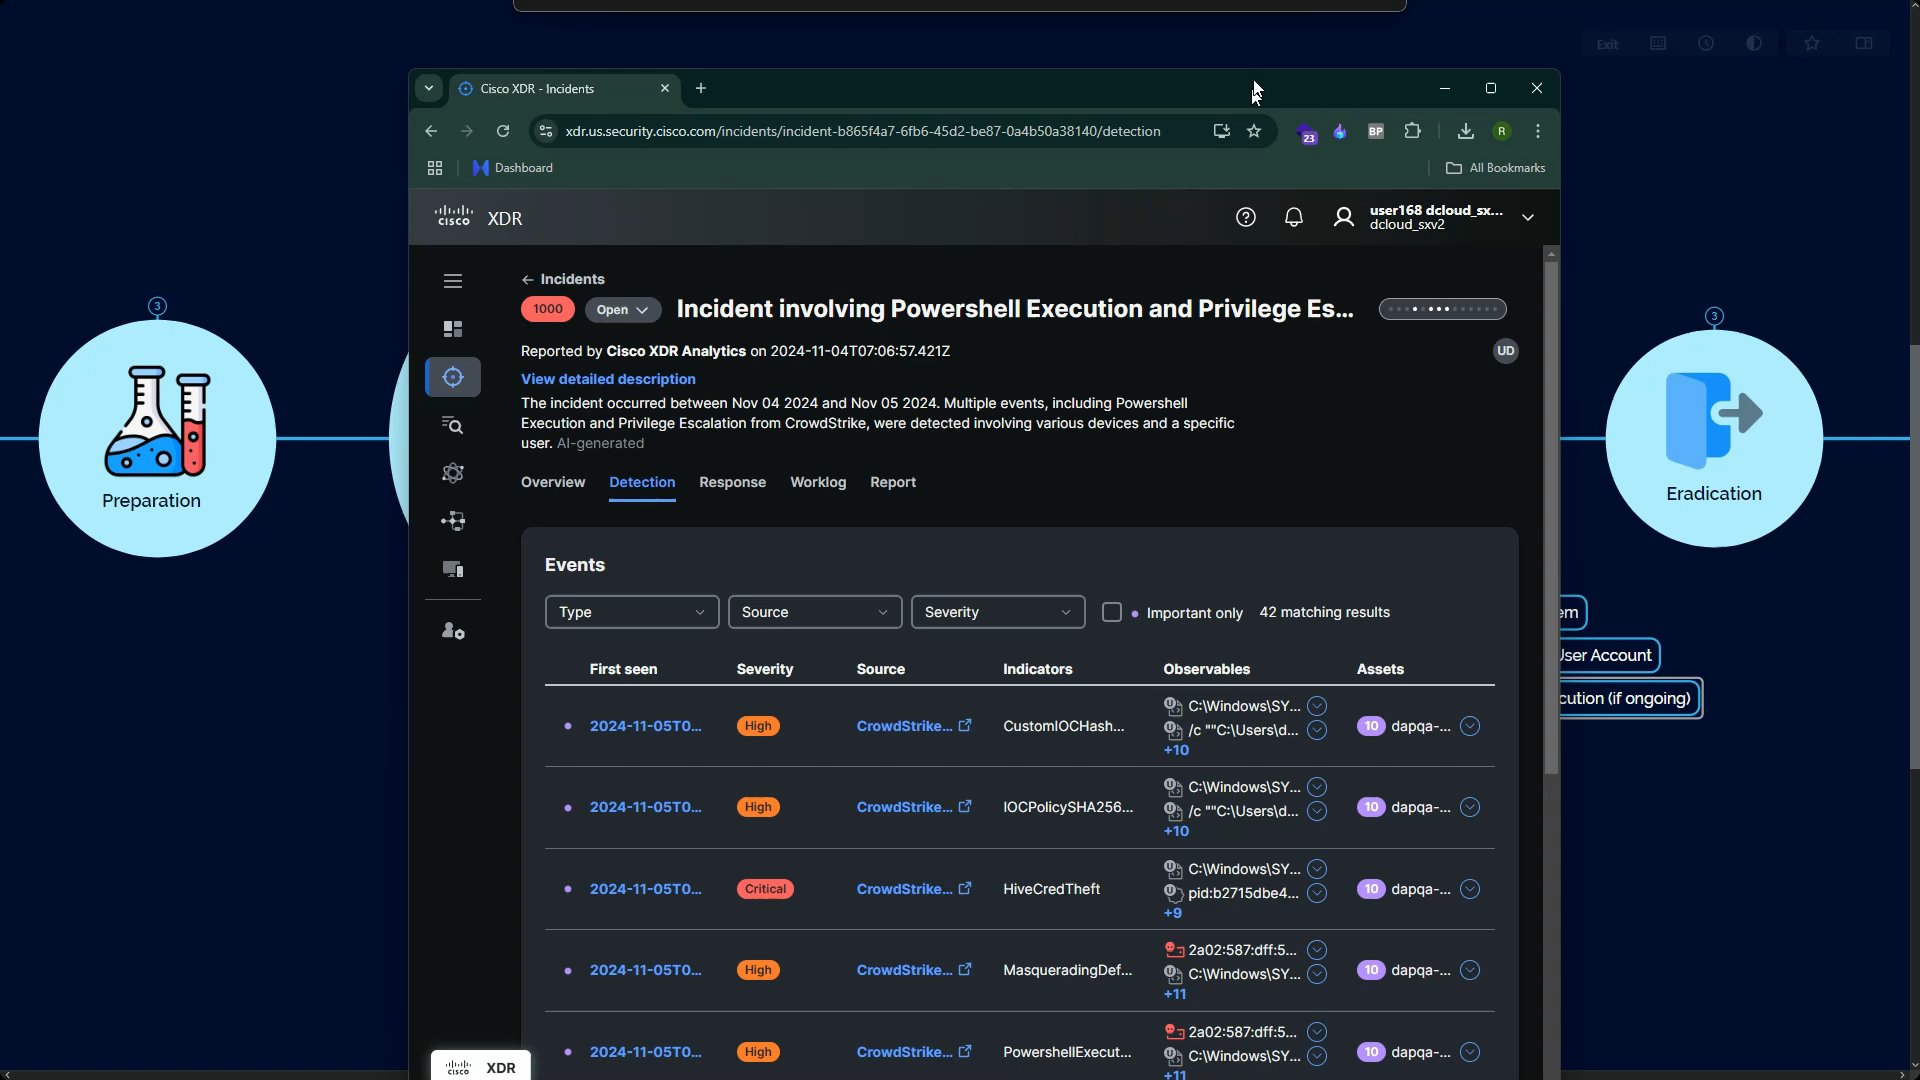 Exit
Cisco XDR - Incidents
xdr.us.security.cisco.com/incidents/incident-b865f4a7-6fb6-45d2-be87-0a4b50a38140/detection
23
BP
R
Dashboard
All Bookmarks
cisco XDR
user168 dcloud_sx...
dcloud_sxv2
Incidents
1000 Open Incident involving Powershell Execution and Privilege Es...
Reported by Cisco XDR Analytics on 2024-11-04T07:06:57.421Z
UD
View detailed description
The incident occurred between Nov 04 2024 and Nov 05 2024. Multiple events, including Powershell
Execution and Privilege Escalation from CrowdStrike, were detected involving various devices and a specific
user. AI-generated
Overview Detection Response Worklog Report
Events
Type Source Severity Important only 42 matching results
First seen Severity Source Indicators Observables Assets
2024-11-05T0... High CrowdStrike... CustomIOCHash... C:\Windows\SY... 10 dapqa-...
/c ""C:\Users\d...
+10
2024-11-05T0... High CrowdStrike... IOCPolicySHA256... C:\Windows\SY... 10 dapqa-...
/c ""C:\Users\d...
+10
2024-11-05T0... Critical CrowdStrike... HiveCredTheft C:\Windows\SY... 10 dapqa-...
pid:b2715dbe4...
+9
2024-11-05T0... High CrowdStrike... MasqueradingDef... 2a02:587:dff:5... 10 dapqa-...
C:\Windows\SY...
+11
2024-11-05T0... High CrowdStrike... PowershellExecut... 2a02:587:dff:5... 10 dapqa-...
C:\Windows\SY...
+11
cisco XDR
3
Preparation
3
Eradication
em
User Account
cution (if ongoing)